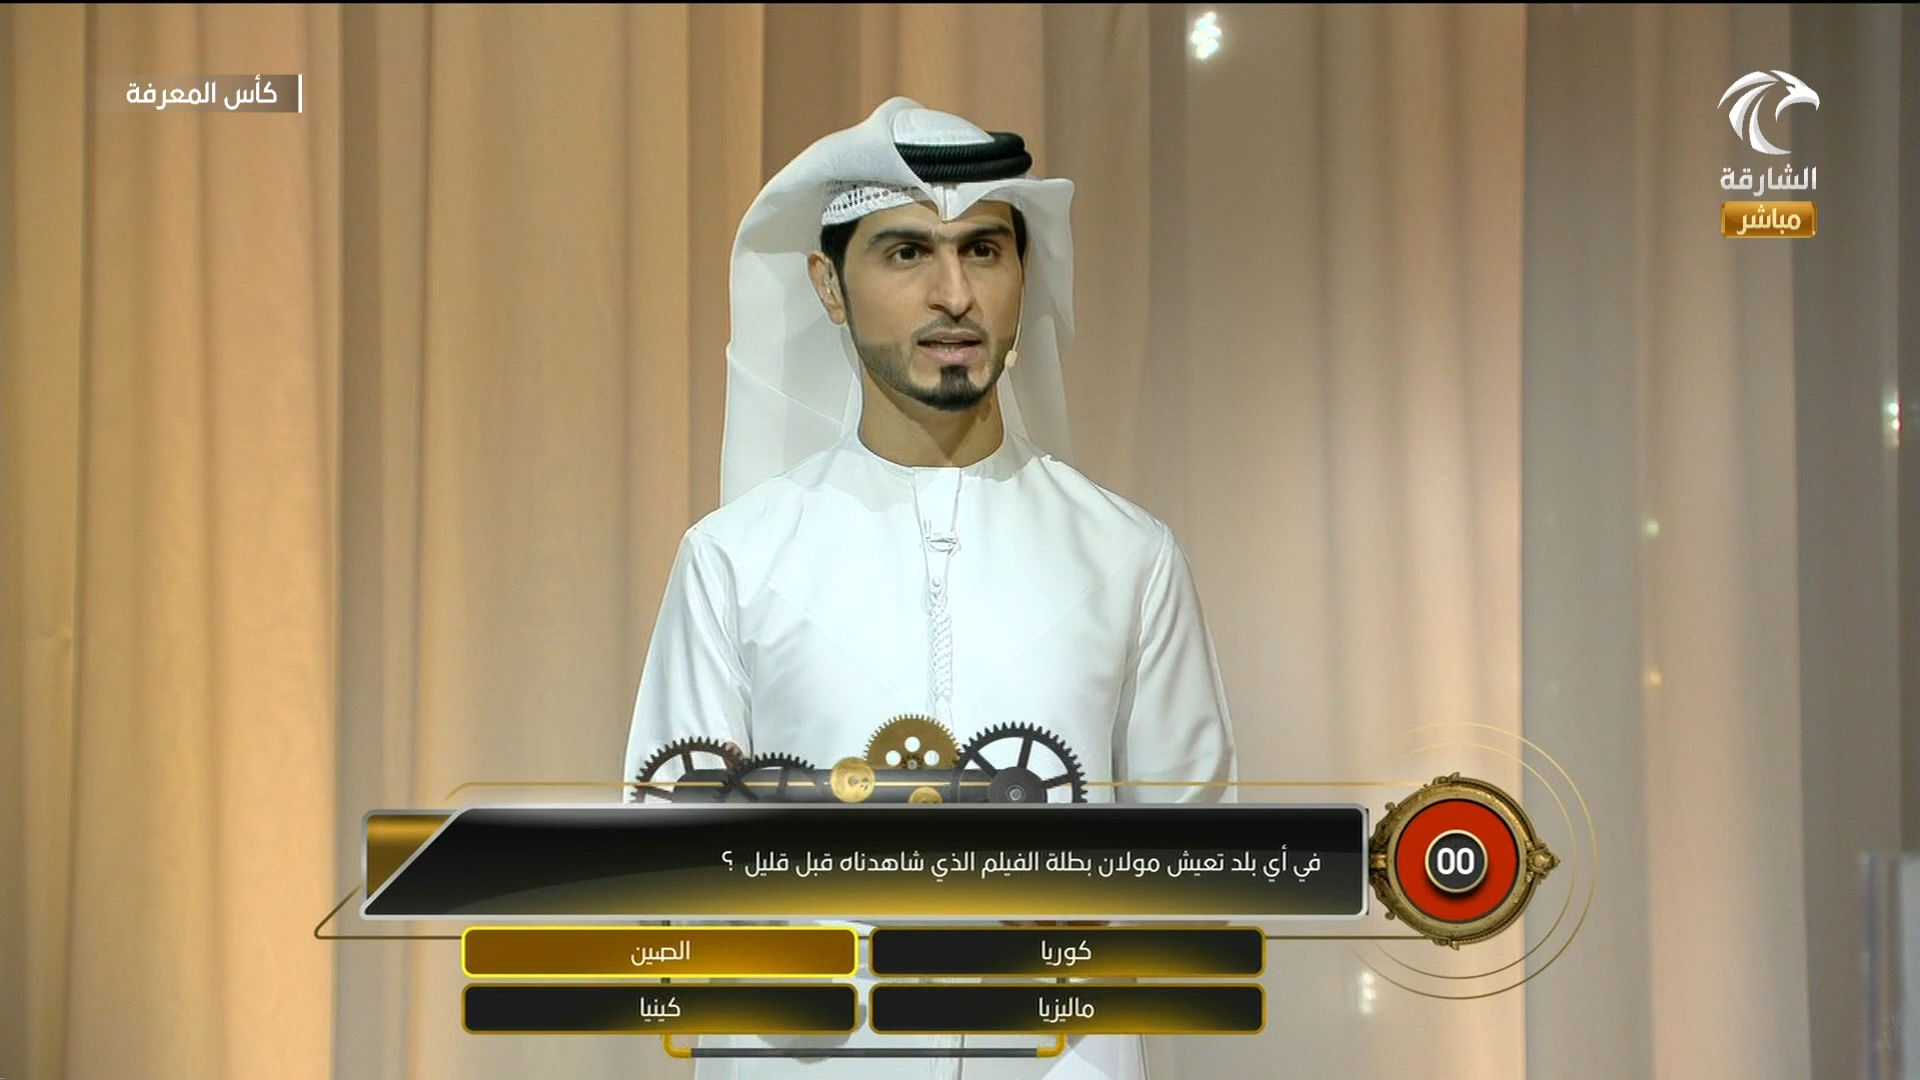 كأس المعرفة
الشارقة
مباشر
في أي بلد تعيش مولان بطلة الفيلم الذي شاهدناه قبل قليل ؟
00
كوريا
الصين
ماليزيا
كينيا